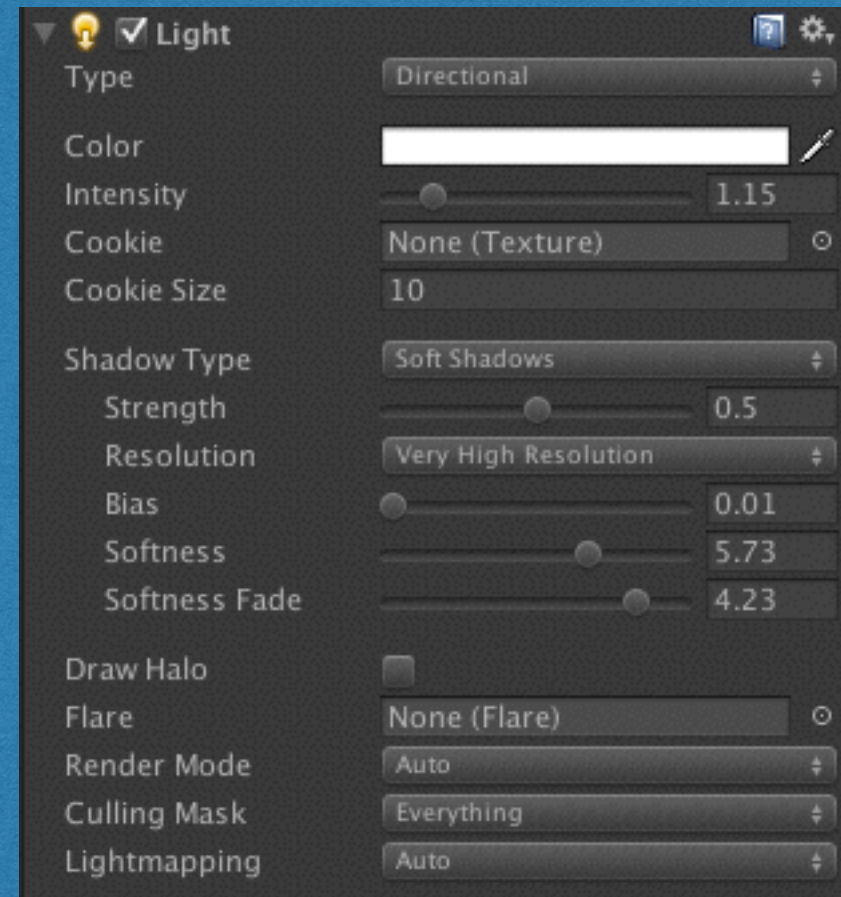 Light
Type Directional
Color
Intensity 1.15
Cookie None (Texture)
Cookie Size 10
Shadow Type Soft Shadows
Strength 0.5
Resolution Very High Resolution
Bias 0.01
Softness 5.73
Softness Fade 4.23
Draw Halo
Flare None (Flare)
Render Mode Auto
Culling Mask Everything
Lightmapping Auto